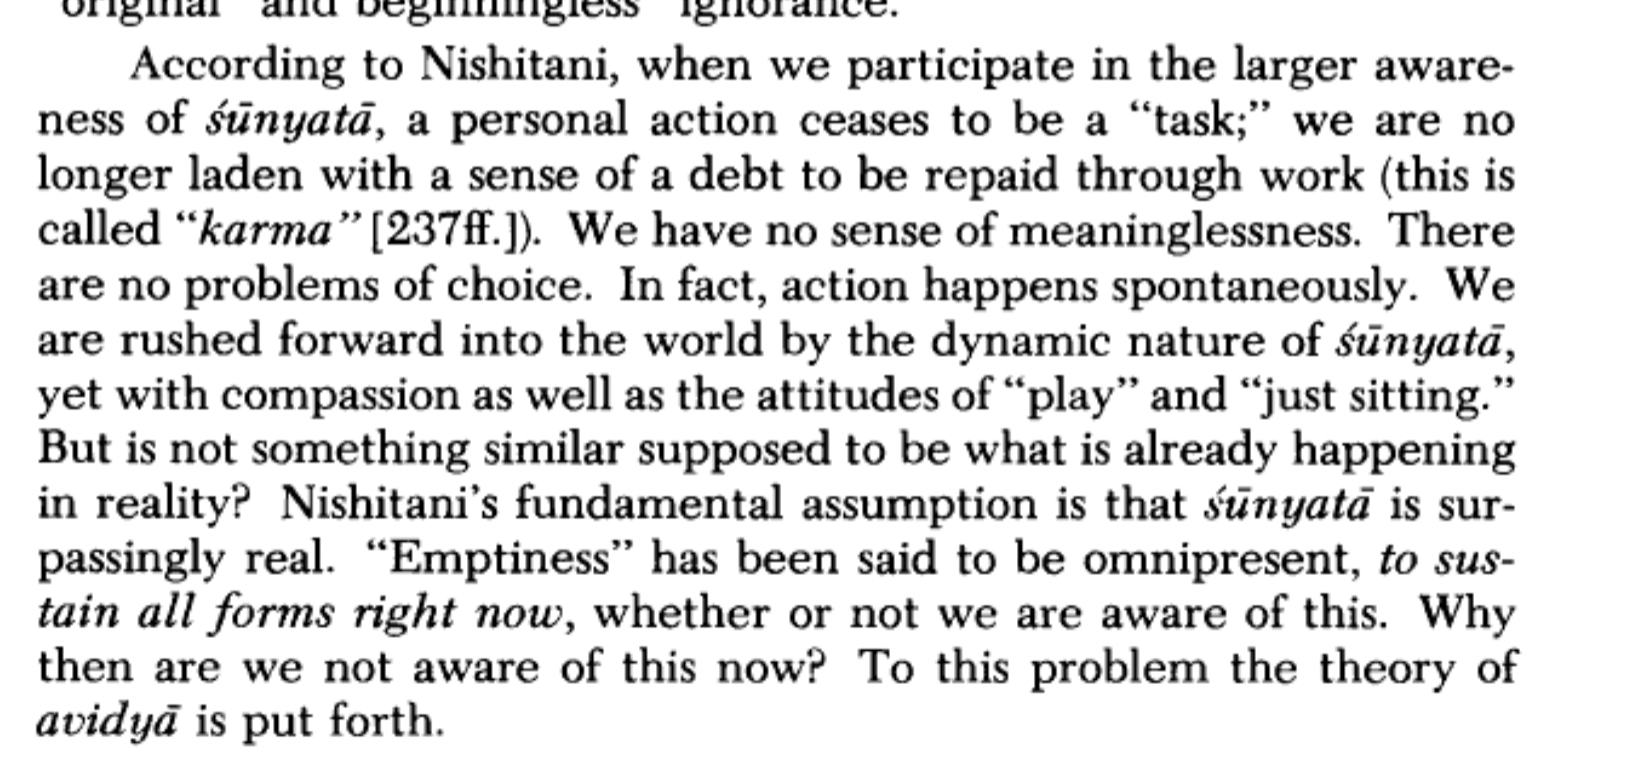 original and beginningless ignorance.
According to Nishitani, when we participate in the larger aware-
ness of śūnyatā, a personal action ceases to be a “task;” we are no
longer laden with a sense of a debt to be repaid through work (this is
called “karma” [237ff.]). We have no sense of meaninglessness. There
are no problems of choice. In fact, action happens spontaneously. We
are rushed forward into the world by the dynamic nature of śūnyatā,
yet with compassion as well as the attitudes of “play” and “just sitting.”
But is not something similar supposed to be what is already happening
in reality? Nishitani’s fundamental assumption is that śūnyatā is sur-
passingly real. “Emptiness” has been said to be omnipresent, to sus-
tain all forms right now, whether or not we are aware of this. Why
then are we not aware of this now? To this problem the theory of
avidyā is put forth.